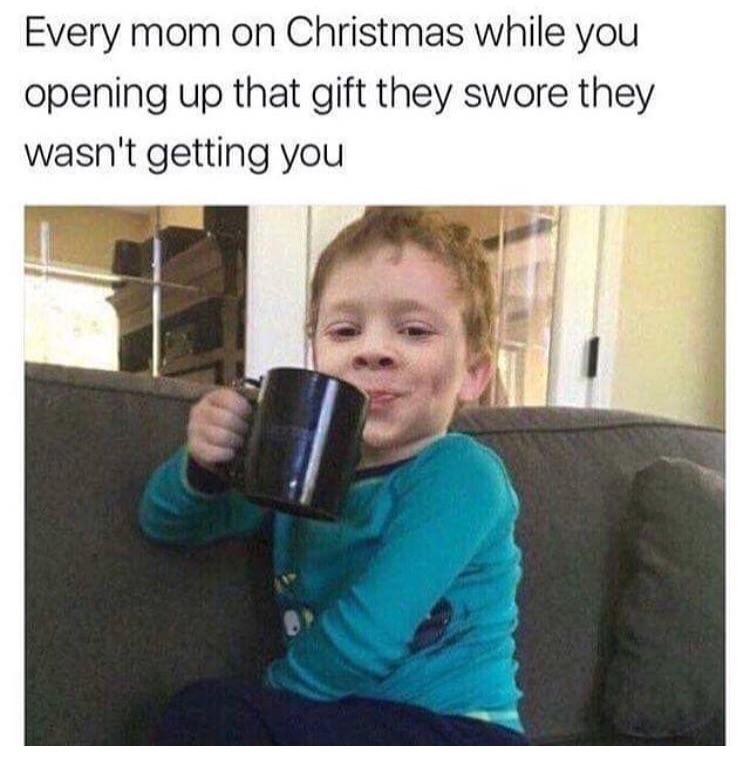 Every mom on Christmas while you
opening up that gift they swore they
wasn't getting you